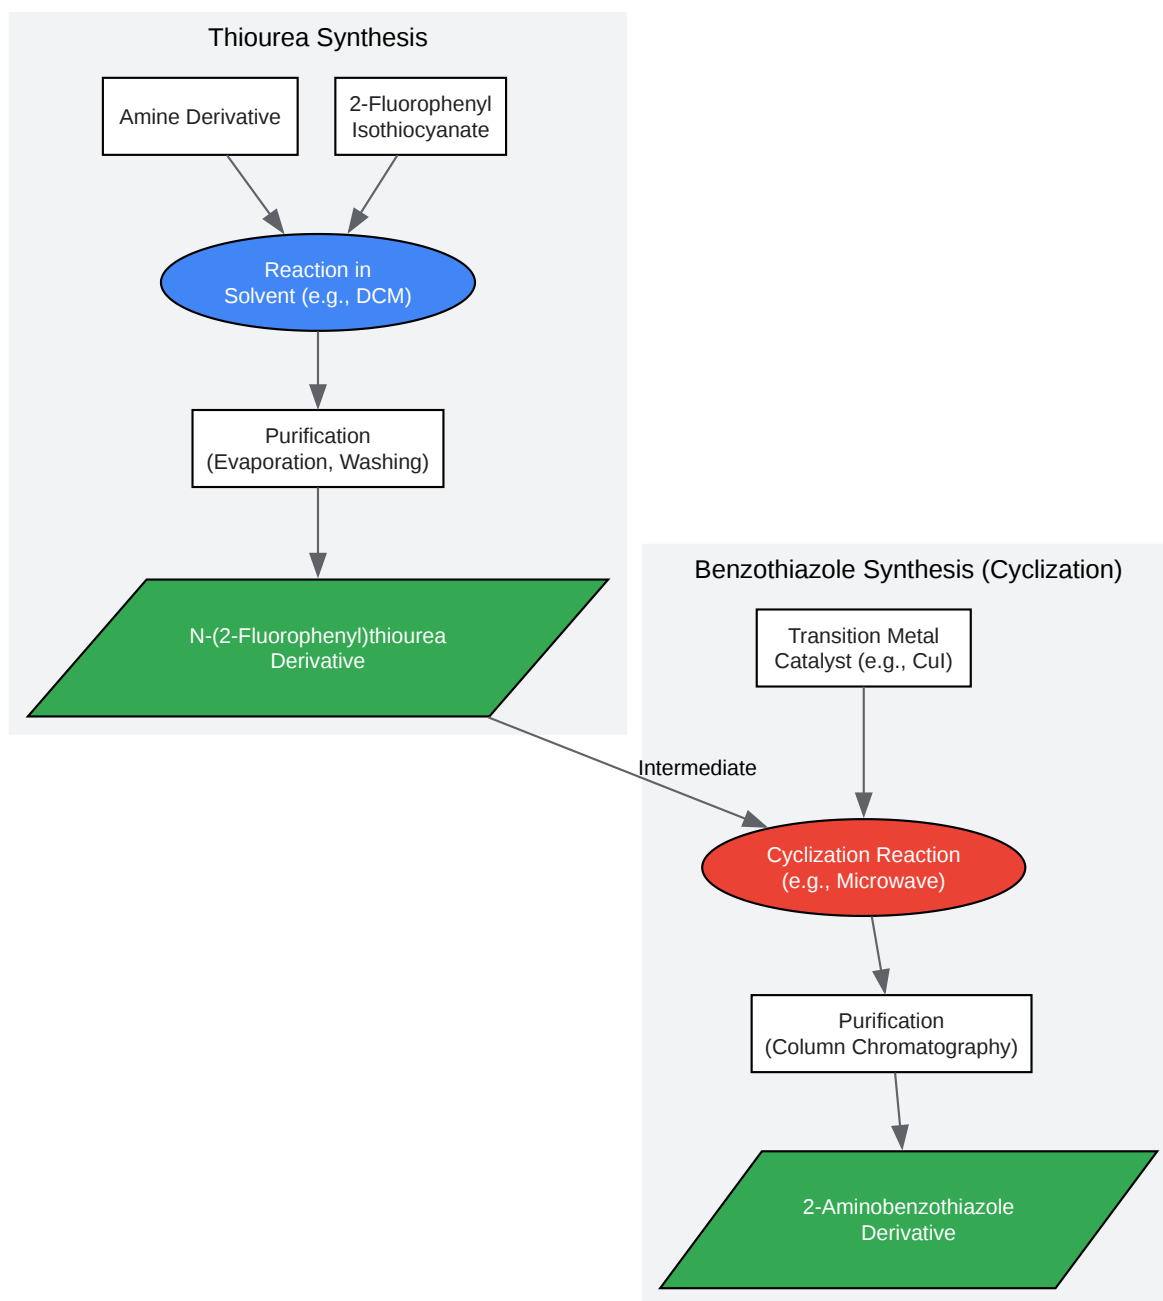 Thiourea Synthesis
Amine Derivative
2-Fluorophenyl
Isothiocyanate
Reaction in
Solvent (e.g., DCM)
Purification
(Evaporation, Washing)
N-(2-Fluorophenyl)thiourea
Derivative
Benzothiazole Synthesis (Cyclization)
Transition Metal
Catalyst (e.g., CuI)
Intermediate
Cyclization Reaction
(e.g., Microwave)
Purification
(Column Chromatography)
2-Aminobenzothiazole
Derivative